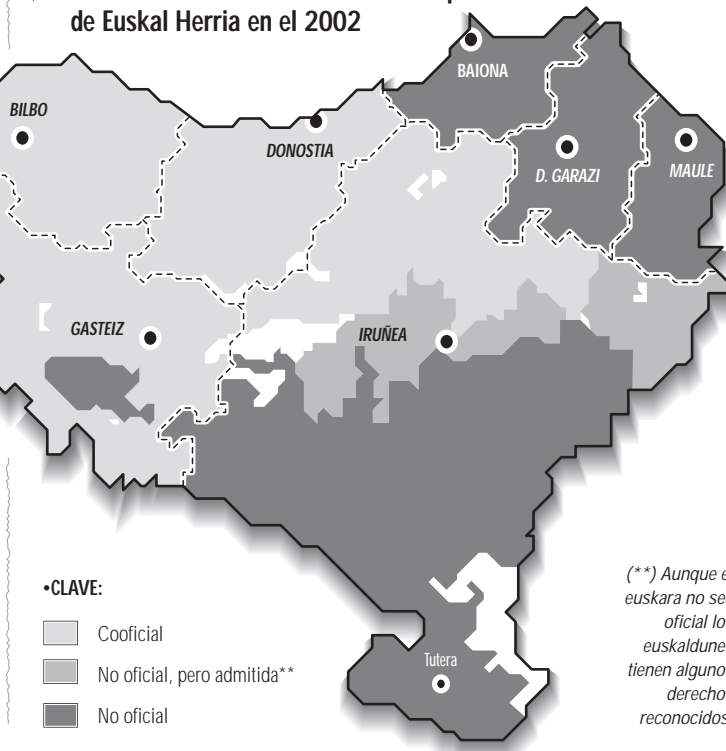 de Euskal Herria en el 2002
BAIONA
BILBO
DONOSTIA
D. GARAZI
MAULE
GASTEIZ
IRUÑEA
•CLAVE:
Cooficial
No oficial, pero admitida**
No oficial
Tutera
(**) Aunque e
euskara no sea
oficial lo
euskaldune
tienen alguno
derecho
reconocidos